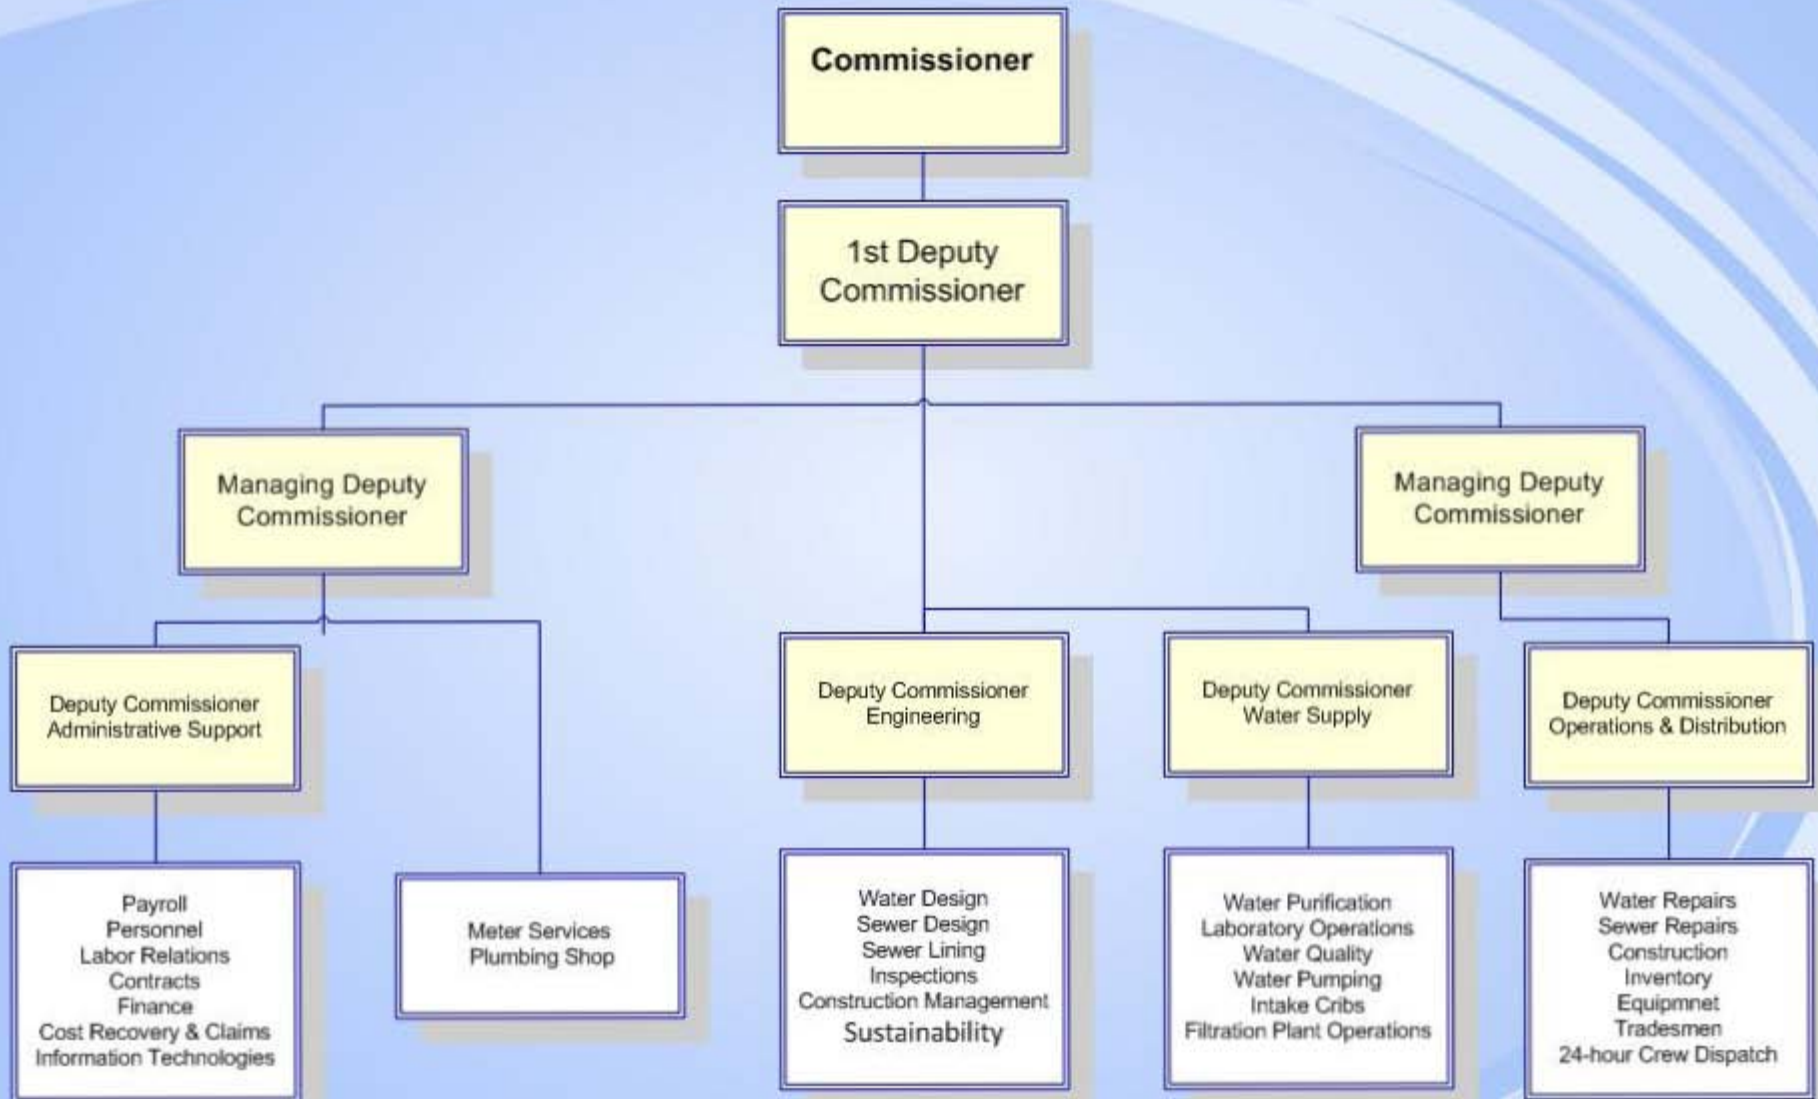 Commissioner
1st Deputy
Commissioner
Managing Deputy
Commissioner
Managing Deputy
Commissioner
Deputy Commissioner
Administrative Support
Deputy Commissioner
Engineering
Deputy Commissioner
Water Supply
Deputy Commissioner
Operations & Distribution
Payroll
Personnel
Labor Relations
Contracts
Finance
Cost Recovery & Claims
Information Technologies
Meter Services
Plumbing Shop
Water Design
Sewer Design
Sewer Lining
Inspections
Construction Management
Sustainability
Water Purification
Laboratory Operations
Water Quality
Water Pumping
Intake Cribs
Filtration Plant Operations
Water Repairs
Sewer Repairs
Construction
Inventory
Equipmnet
Tradesmen
24-hour Crew Dispatch